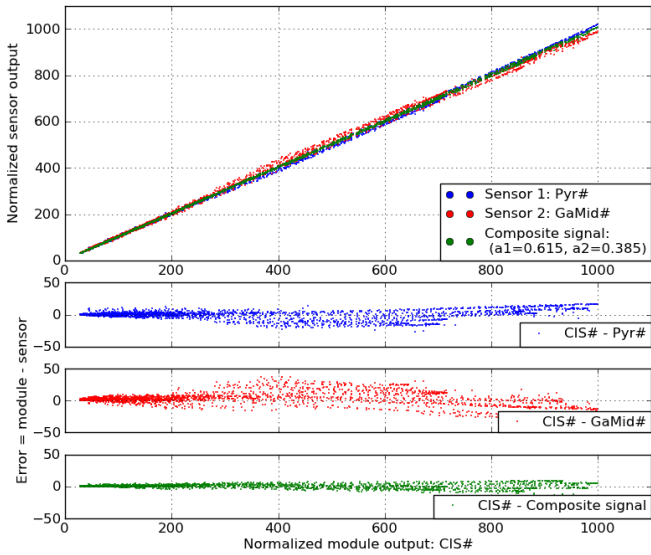 Normalized sensor output
1000
800
600
400
200
0
Sensor 1: Pyr#
Sensor 2: GaMid#
Composite signal:
(a1=0.615, a2=0.385)
0 200 400 600 800 1000
Error = module - sensor
50
0
−50
CIS# - Pyr#
50
0
−50
CIS# - GaMid#
50
0
−50
CIS# - Composite signal
0 200 400 600 800 1000
Normalized module output: CIS#